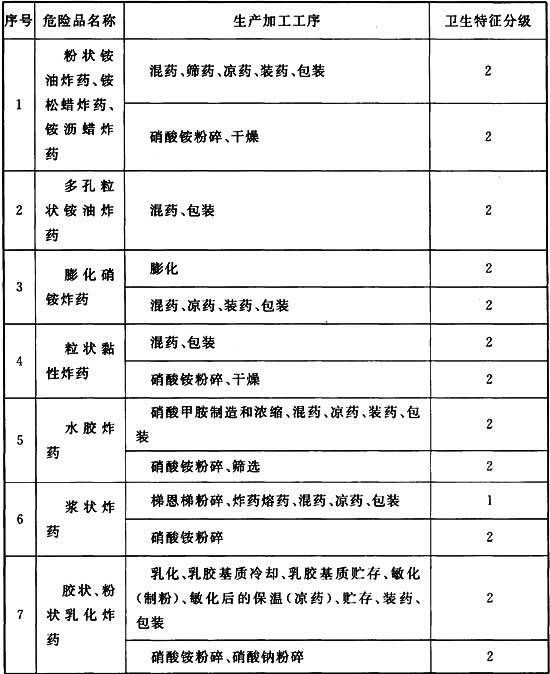 序号 危险品名称 生产加工工序 卫生特征分级
1
粉状铵
油炸药、铵
松蜡炸药、
铵沥蜡炸
药
混药、筛药、凉药、装药、包装 2
硝酸铵粉碎、干燥 2
2
多孔粒
状铵油炸
药
混药、包装 2
3
膨化硝
铵炸药
膨化 2
混药、凉药、装药、包装 2
4
粒状黏
性炸药
混药、包装 2
硝酸铵粉碎、干燥 2
5
水胶炸
药
硝酸甲胺制造和浓缩、混药、凉药、装药、包
装
2
硝酸铵粉碎、筛选 2
6
浆状炸
药
梯恩梯粉碎、炸药熔药、混药、凉药、包装 1
硝酸铵粉碎 2
7
胶状、粉
状乳化炸
药
乳化、乳胶基质冷却、乳胶基质贮存、敏化
(制粉)、敏化后的保温(凉药)、贮存、装药、
包装
2
硝酸铵粉碎、硝酸钠粉碎 2